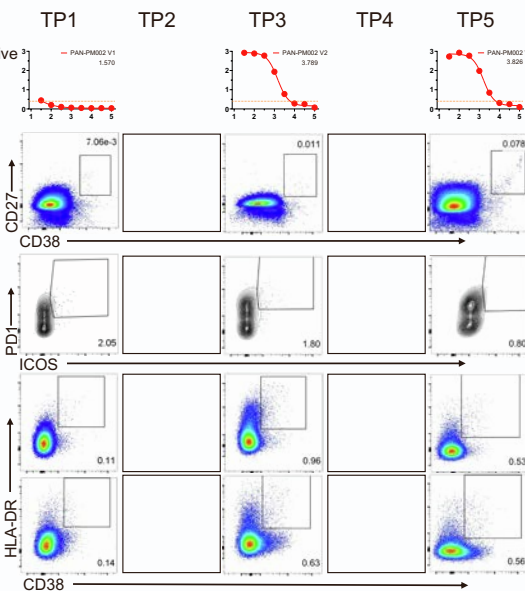 TP1 TP2 TP3 TP4 TP5
ive
3 2 1 0 PAN-PM002 V1 1.570
3 2 1 0 PAN-PM002 V2 3.789
3 2 1 0 PAN-PM002 3.826
1 2 3 4 5 1 2 3 4 5 1 2 3 4 5
7.06e-3 0.011 0.078
CD27
CD38
PD1
2.05 1.80 0.80
ICOS
0.11 0.96 0.53
HLA-DR
0.14 0.63 0.56
CD38